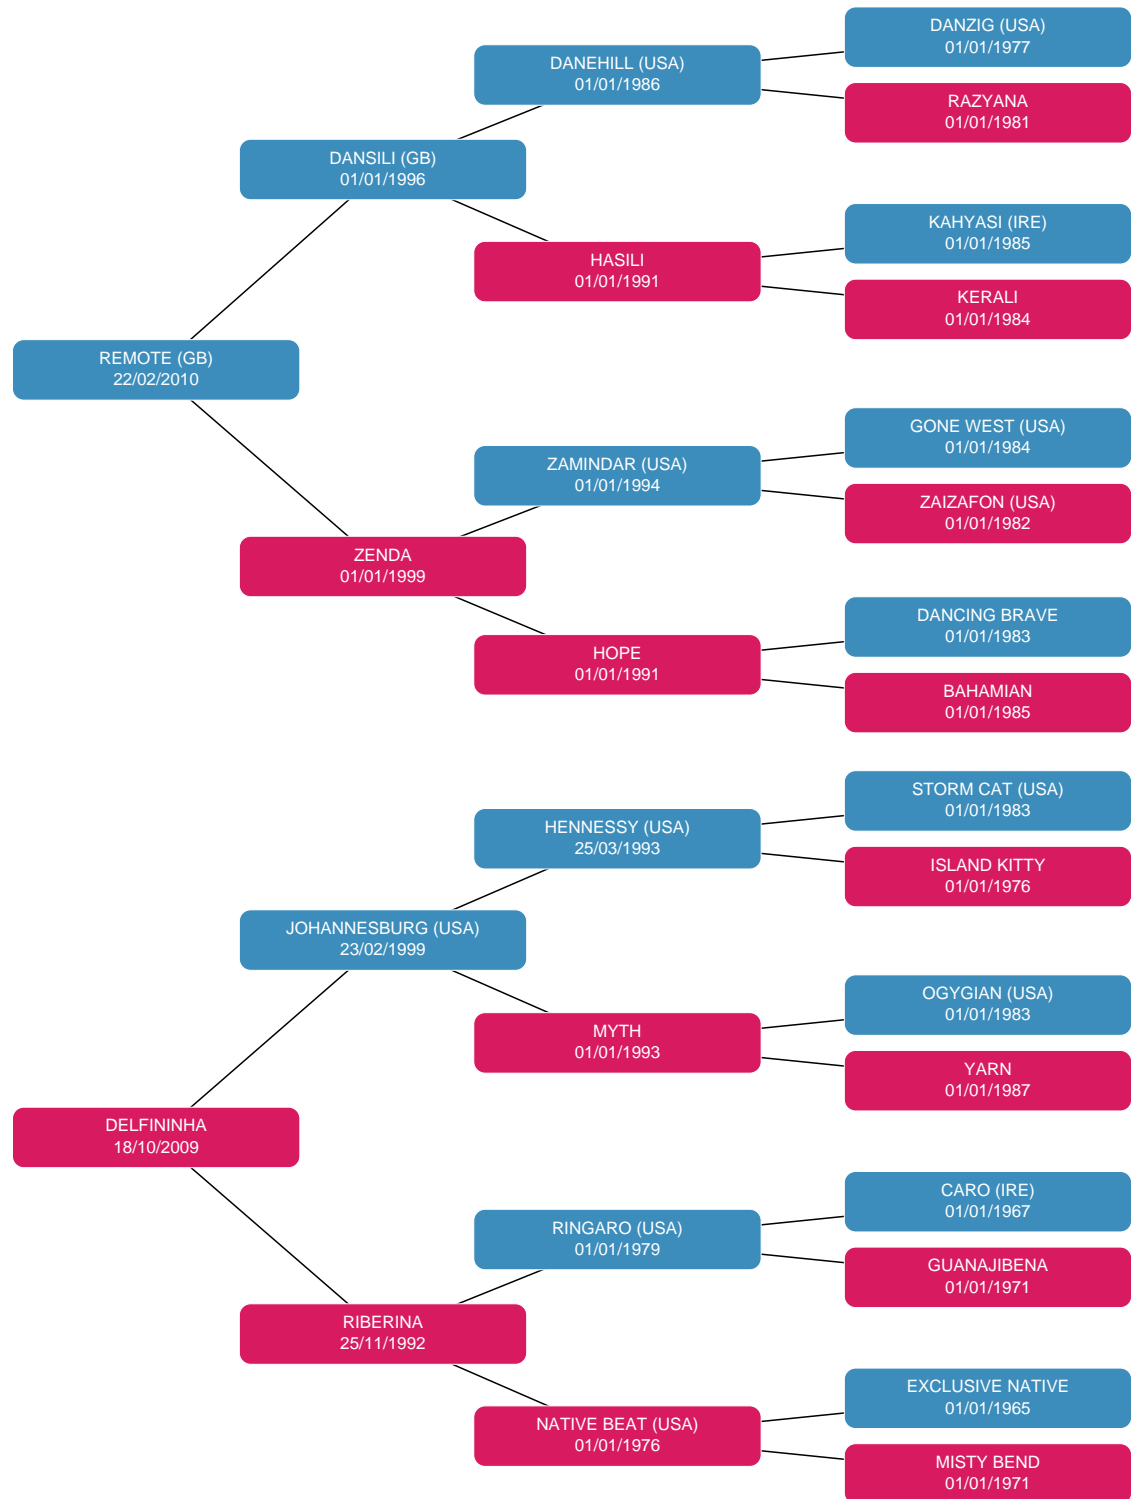 DANZIG (USA)
01/01/1977
DANEHILL (USA)
01/01/1986
RAZYANA
01/01/1981
DANSILI (GB)
01/01/1996
KAHYASI (IRE)
01/01/1985
HASILI
01/01/1991
KERALI
01/01/1984
REMOTE (GB)
22/02/2010
GONE WEST (USA)
01/01/1984
ZAMINDAR (USA)
01/01/1994
ZAIZAFON (USA)
01/01/1982
ZENDA
01/01/1999
DANCING BRAVE
01/01/1983
HOPE
01/01/1991
BAHAMIAN
01/01/1985
STORM CAT (USA)
01/01/1983
HENNESSY (USA)
25/03/1993
ISLAND KITTY
01/01/1976
JOHANNESBURG (USA)
23/02/1999
OGYGIAN (USA)
01/01/1983
MYTH
01/01/1993
YARN
01/01/1987
DELFININHA
18/10/2009
CARO (IRE)
01/01/1967
RINGARO (USA)
01/01/1979
GUANAJIBENA
01/01/1971
RIBERINA
25/11/1992
EXCLUSIVE NATIVE
01/01/1965
NATIVE BEAT (USA)
01/01/1976
MISTY BEND
01/01/1971